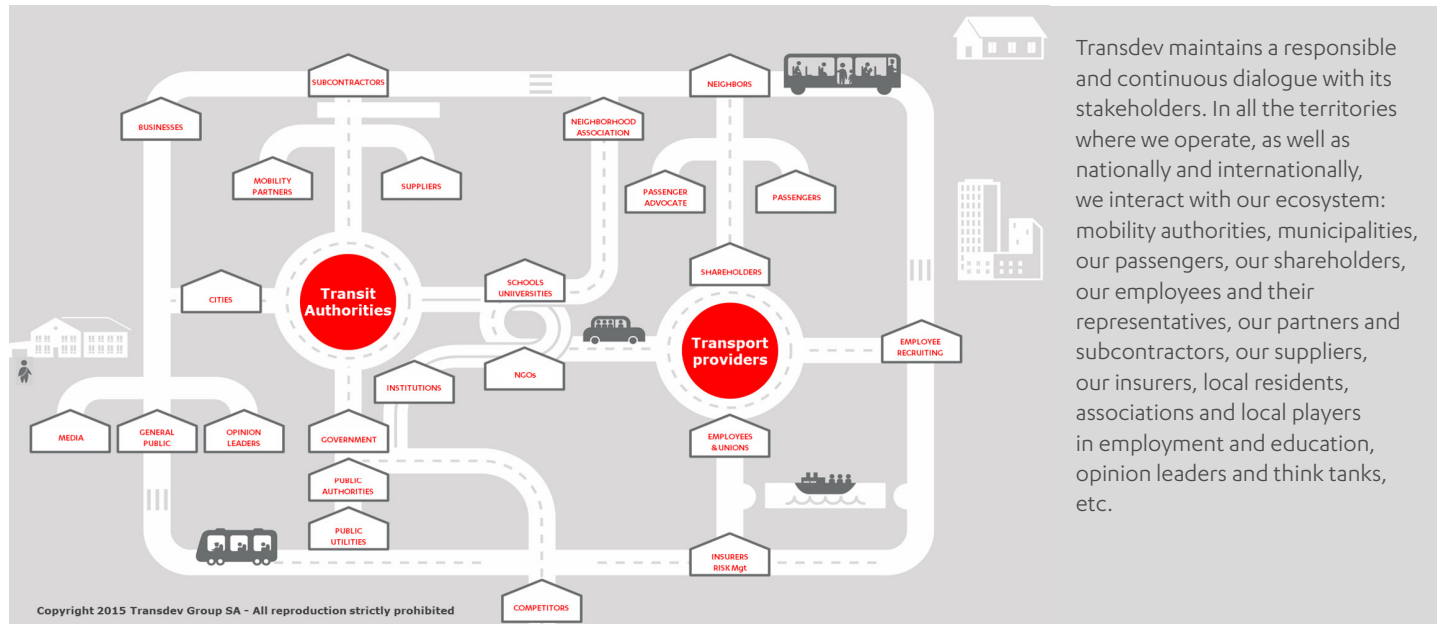 SUBCONTRACTORS
NEIGHBORS
BUSINESSES
NEIGHBORHOOD
ASSOCIATION
MOBILITY
PARTNERS
SUPPLIERS
PASSENGER
ADVOCATE
PASSENGERS
SHAREHOLDERS
SCHOOLS
UNIIVERSITIES
CITIES
Transit
Authorities
Transport
providers
EMPLOYEE
RECRUITING
INSTITUTIONS
NGOs
MEDIA
GENERAL
PUBLIC
OPINION
LEADERS
GOVERNMENT
EMPLOYEES
& UNIONS
PUBLIC
AUTHORITIES
PUBLIC
UTILITIES
INSURERS
RISK Mgt
COMPETITORS
Copyright 2015 Transdev Group SA - All reproduction strictly prohibited
Transdev maintains a responsible
and continuous dialogue with its
stakeholders. In all the territories
where we operate, as well as
nationally and internationally,
we interact with our ecosystem:
mobility authorities, municipalities,
our passengers, our shareholders,
our employees and their
representatives, our partners and
subcontractors, our suppliers,
our insurers, local residents,
associations and local players
in employment and education,
opinion leaders and think tanks,
etc.